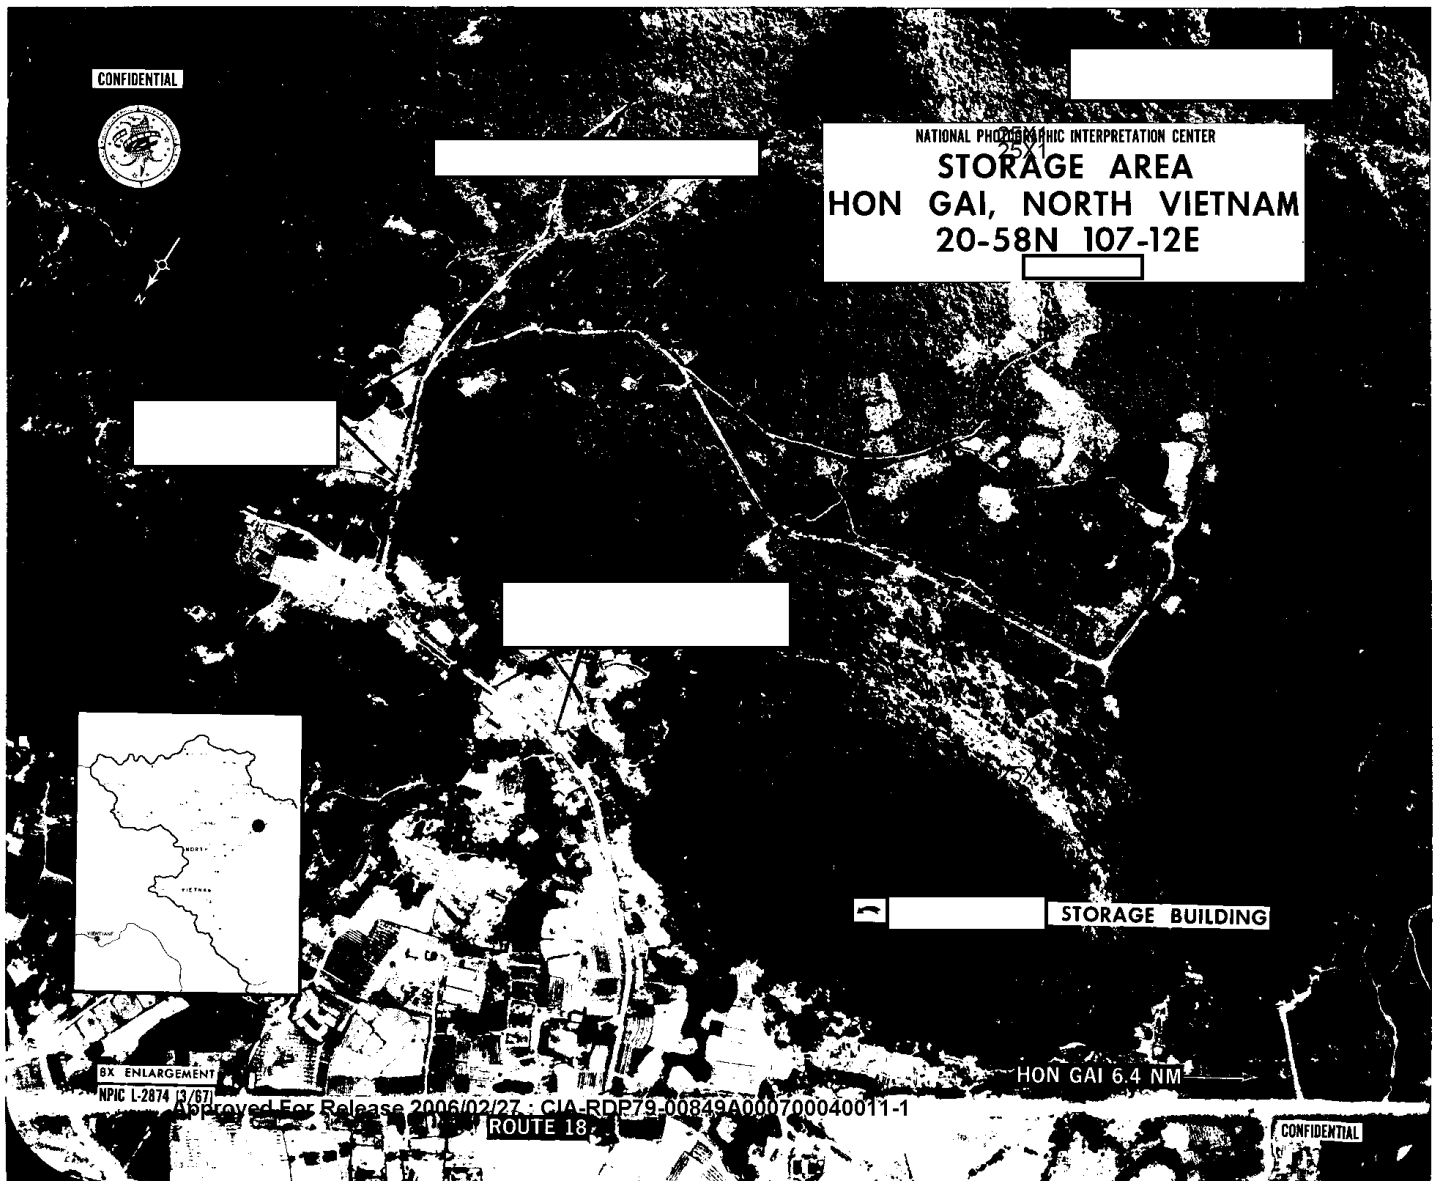 CONFIDENTIAL
NATIONAL PHOTOGRAPHIC INTERPRETATION CENTER
25X1
STORAGE AREA
HON GAI, NORTH VIETNAM
20-58N 107-12E
N
NORTH
VIETNAM
VIENTIANE
STORAGE BUILDING
HON GAI 6.4 NM
8X ENLARGEMENT
NPIC L-2874 (3/67)
Approved For Release 2006/02/27 : CIA-RDP79-00849A000700040011-1
ROUTE 18
CONFIDENTIAL